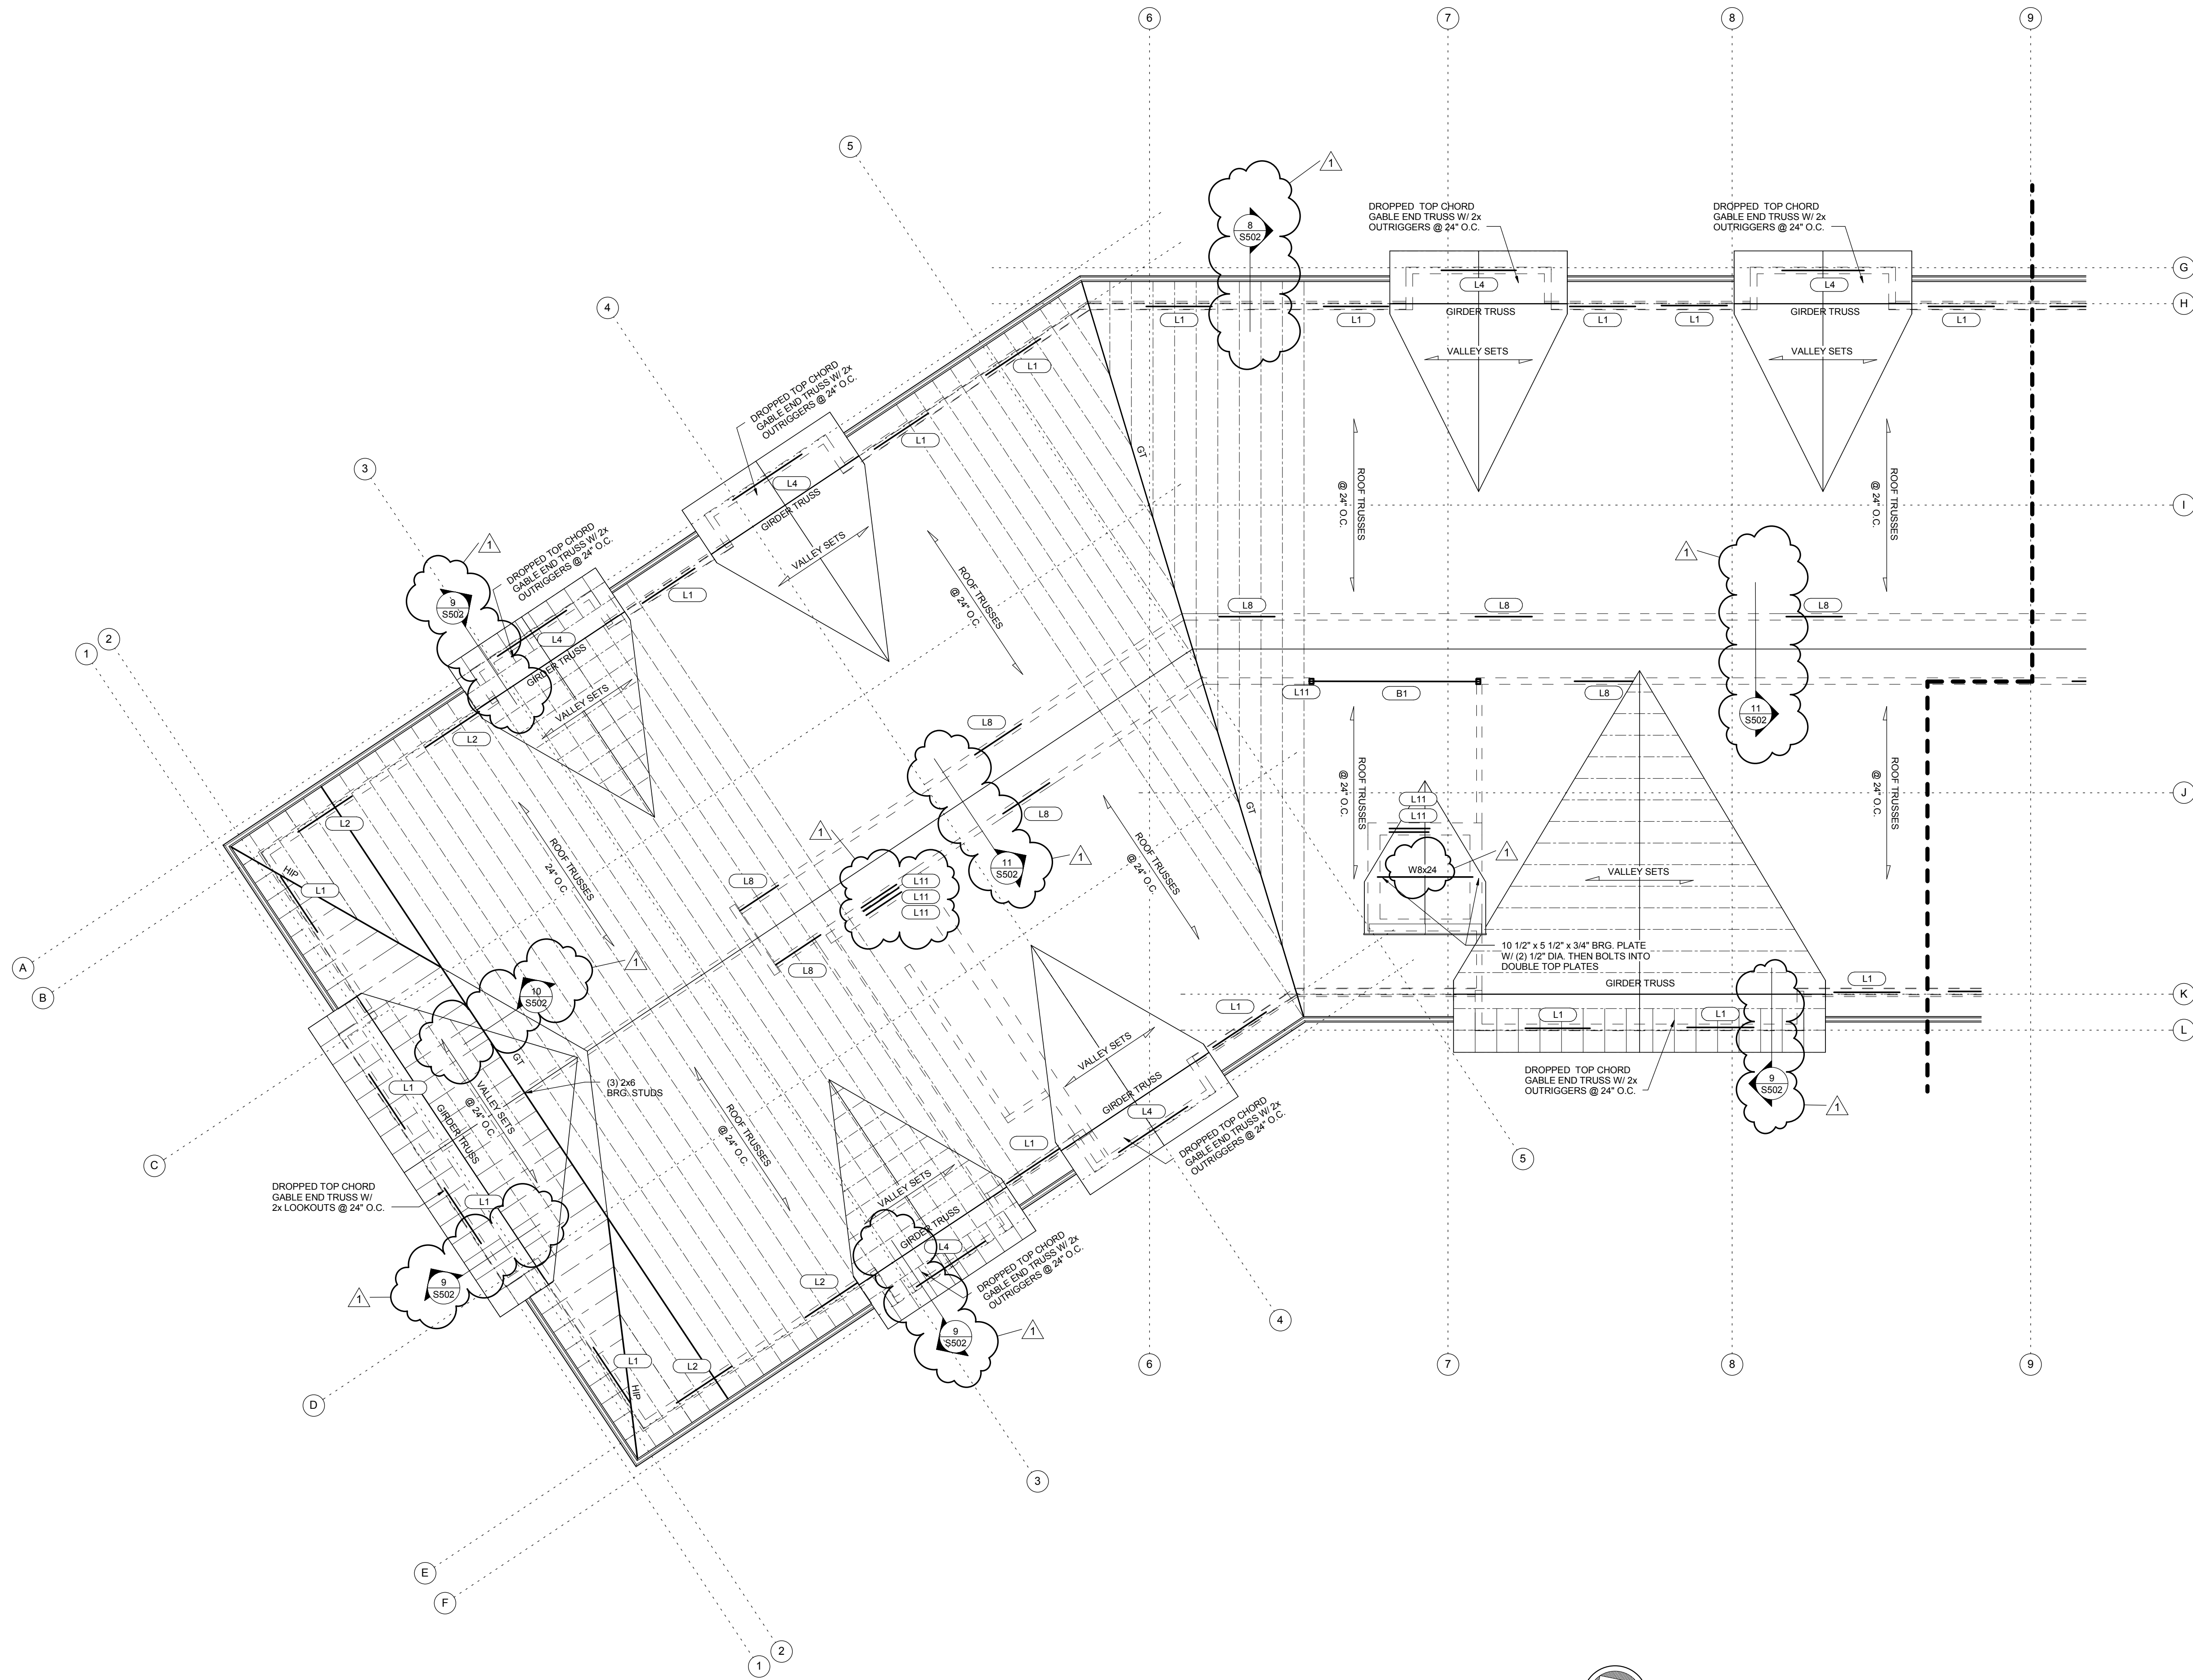 6
7
8
9
5
1
8
S502
DROPPED TOP CHORD
GABLE END TRUSS W/ 2x
OUTRIGGERS @ 24" O.C.
DROPPED TOP CHORD
GABLE END TRUSS W/ 2x
OUTRIGGERS @ 24" O.C.
G
L4
L4
H
GIRDER TRUSS
GIRDER TRUSS
L1
L1
L1
L1
L1
4
VALLEY SETS
VALLEY SETS
L1
DROPPED TOP CHORD
GABLE END TRUSS W/ 2x
OUTRIGGERS @ 24" O.C.
L1
GT
3
L4
GIRDER TRUSS
ROOF TRUSSES
@ 24" O.C.
ROOF TRUSSES
@ 24" O.C.
I
1
DROPPED TOP CHORD
GABLE END TRUSS W/ 2x
OUTRIGGERS @ 24" O.C.
VALLEY SETS
1
9
S502
L1
ROOF TRUSSES
@ 24" O.C.
L8
L8
L8
2
1
L4
GIRDER TRUSS
VALLEY SETS
L11
B1
L8
11
S502
L2
L8
ROOF TRUSSES
@ 24" O.C.
ROOF TRUSSES
@ 24" O.C.
J
L2
1
L8
GT
L11
L11
1
W8x24
11
S502
1
ROOF TRUSSES
24" O.C.
ROOF TRUSSES
@ 24" O.C.
VALLEY SETS
HIP
L1
L8
L11
L11
L11
10 1/2" x 5 1/2" x 3/4" BRG. PLATE
W/ (2) 1/2" DIA. THEN BOLTS INTO
DOUBLE TOP PLATES
A
B
L8
1
10
S502
GIRDER TRUSS
L1
K
L1
L1
L1
L
VALLEY SETS
GT
(3) 2x6
BRG. STUDS
L1
GIRDER TRUSS
VALLEY SETS
@ 24" O.C.
DROPPED TOP CHORD
GABLE END TRUSS W/ 2x
OUTRIGGERS @ 24" O.C.
9
S502
1
GIRDER TRUSS
L4
ROOF TRUSSES
@ 24" O.C.
L1
DROPPED TOP CHORD
GABLE END TRUSS W/ 2x
OUTRIGGERS @ 24" O.C.
5
C
DROPPED TOP CHORD
GABLE END TRUSS W/
2x LOOKOUTS @ 24" O.C.
L1
VALLEY SETS
GIRDER TRUSS
L4
DROPPED TOP CHORD
GABLE END TRUSS W/ 2x
OUTRIGGERS @ 24" O.C.
L2
9
S502
1
9
S502
1
4
L1
L2
HIP
6
7
8
9
D
3
E
F
2
1